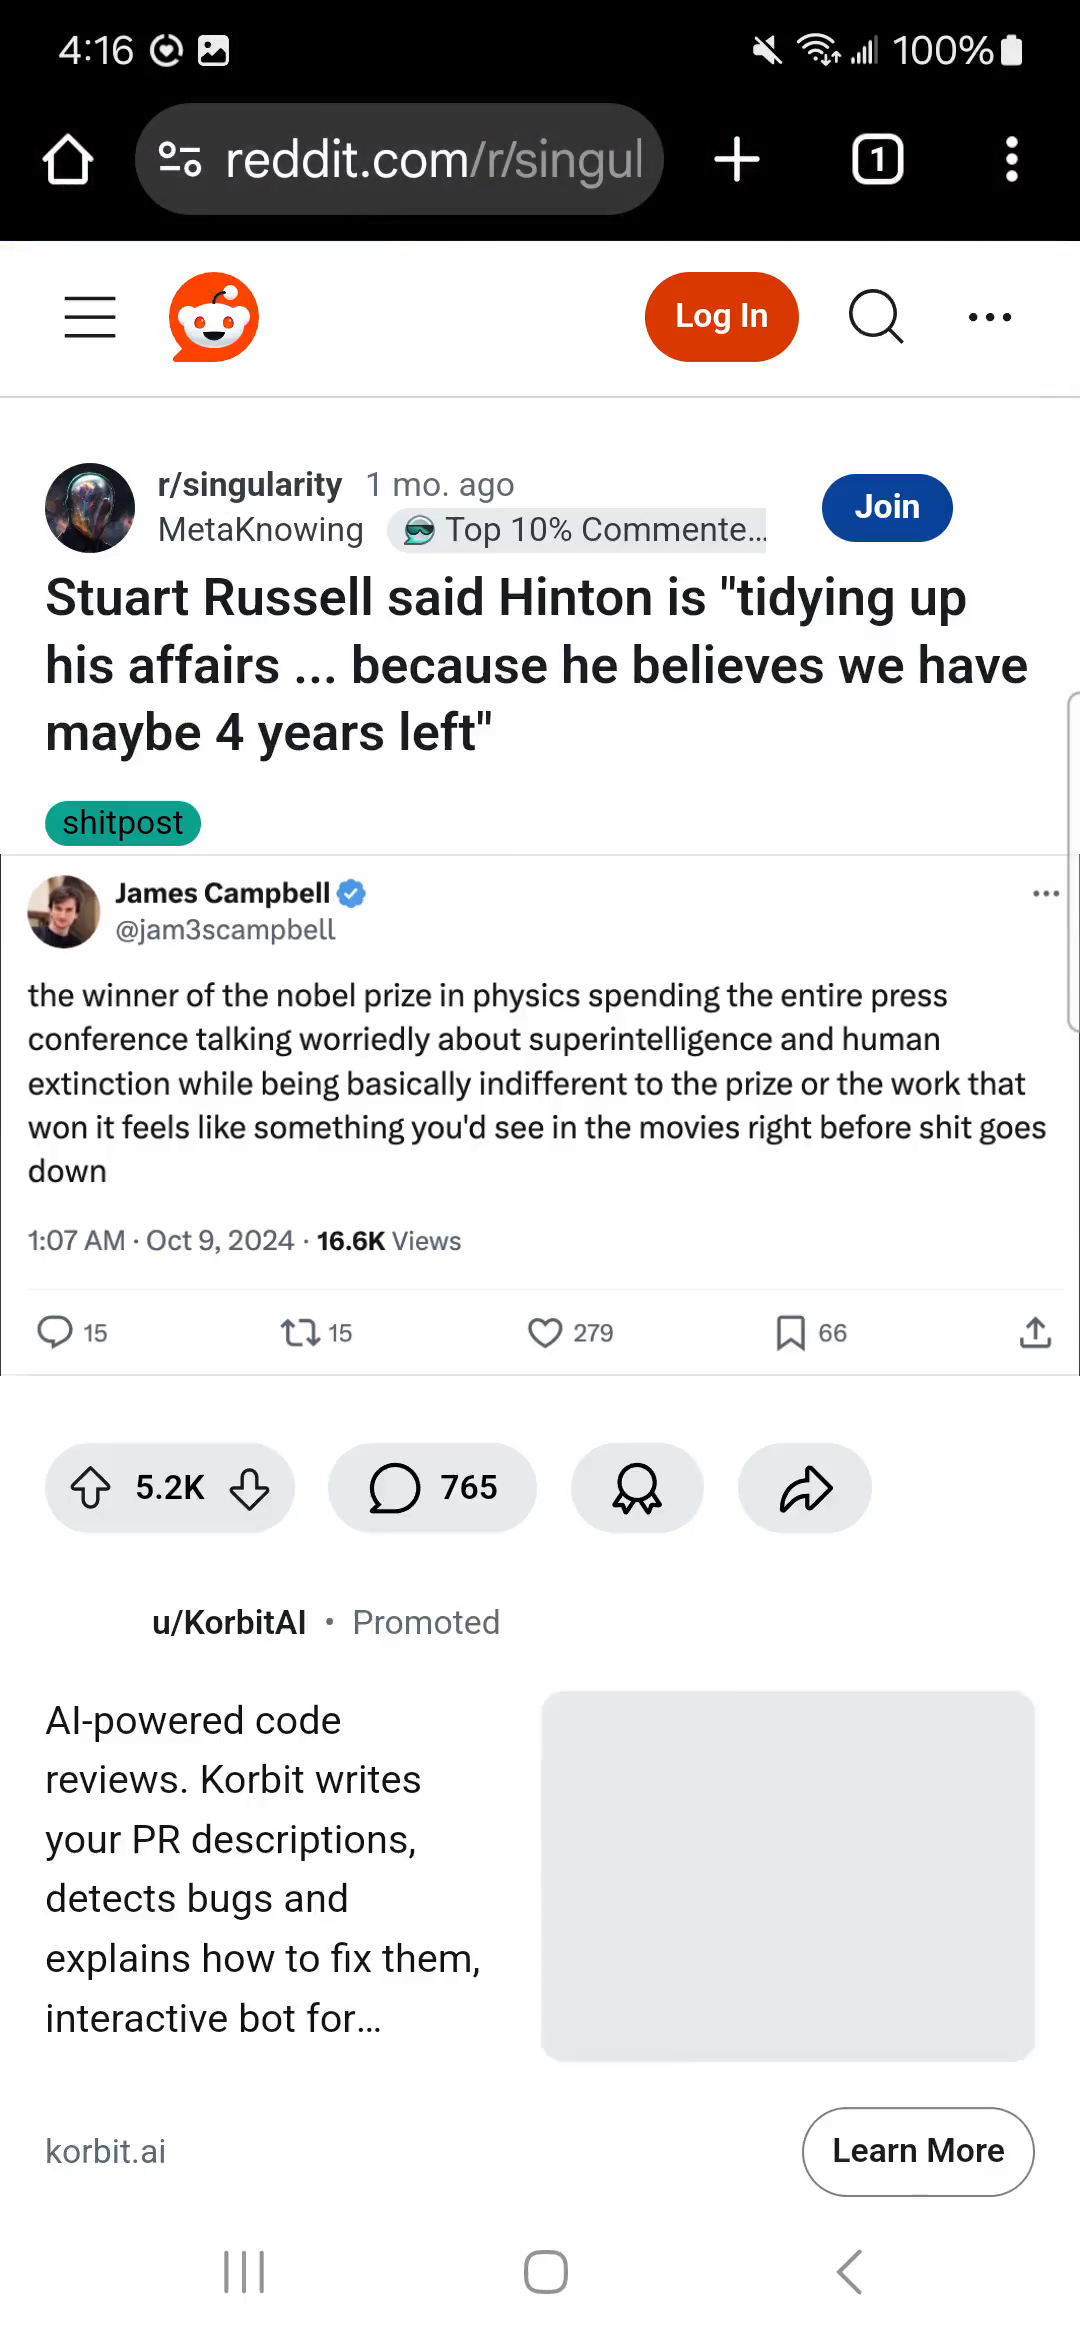 4:16
100%
reddit.com/r/singul
1
Log In
r/singularity 1 mo. ago
MetaKnowing Top 10% Commente...
Join
Stuart Russell said Hinton is "tidying up
his affairs ... because he believes we have
maybe 4 years left"
shitpost
James Campbell
@jam3scampbell
the winner of the nobel prize in physics spending the entire press
conference talking worriedly about superintelligence and human
extinction while being basically indifferent to the prize or the work that
won it feels like something you'd see in the movies right before shit goes
down
1:07 AM · Oct 9, 2024 · 16.6K Views
15 15 279 66
5.2K 765
u/KorbitAI • Promoted
AI-powered code
reviews. Korbit writes
your PR descriptions,
detects bugs and
explains how to fix them,
interactive bot for...
korbit.ai
Learn More